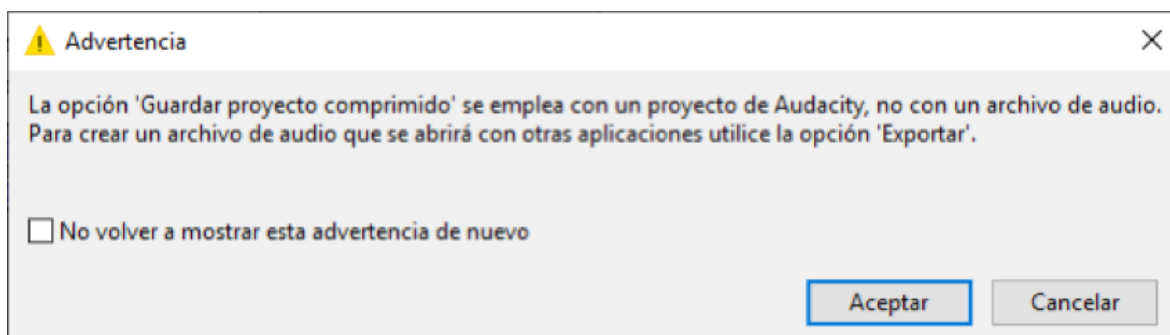 Advertencia
La opción 'Guardar proyecto comprimido' se emplea con un proyecto de Audacity, no con un archivo de audio.
Para crear un archivo de audio que se abrirá con otras aplicaciones utilice la opción 'Exportar'.
No volver a mostrar esta advertencia de nuevo
Aceptar Cancelar